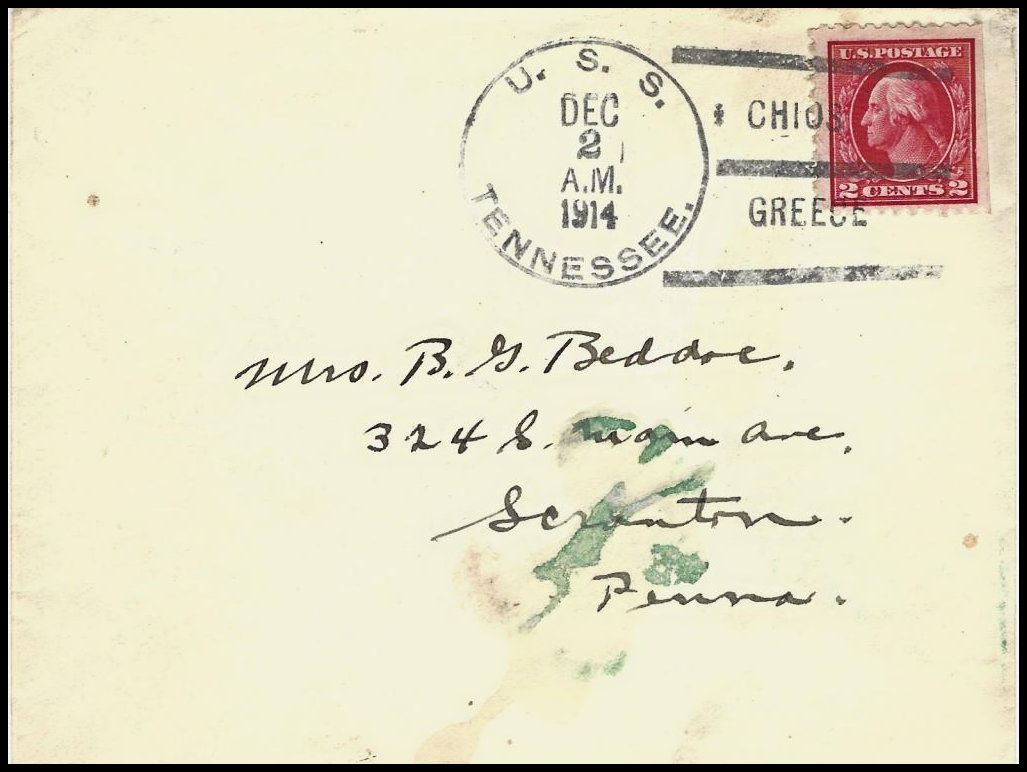 U. S. S.
TENNESSEE.
DEC
2
A.M.
1914
CHIOS
GREECE
U.S. POSTAGE
2 CENTS 2
Mrs. B. G. Beddoe,
324 S. Main Ave,
Scranton.
Penna.